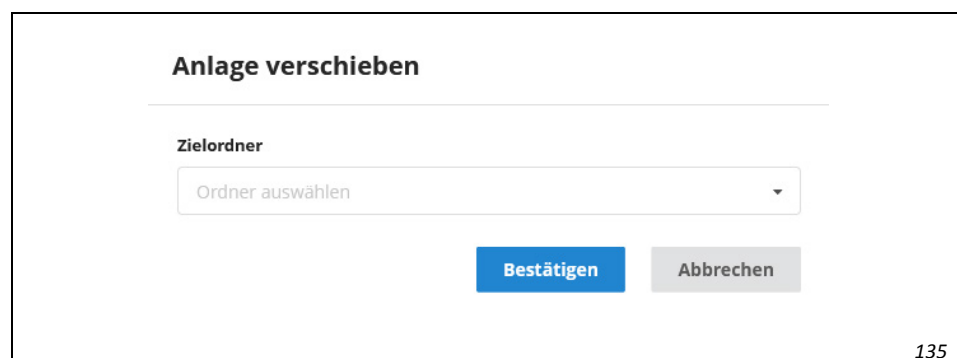 Anlage verschieben
Zielordner
Ordner auswählen
Bestätigen Abbrechen
135